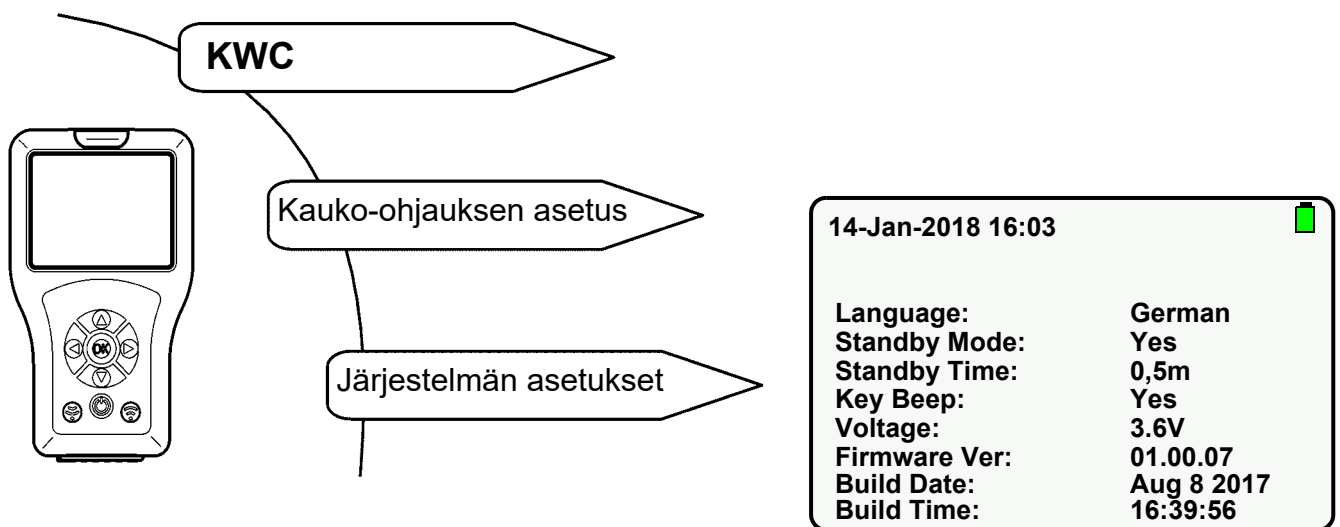 KWC
Kauko-ohjauksen asetus
Järjestelmän asetukset
14-Jan-2018 16:03
Language: German
Standby Mode: Yes
Standby Time: 0,5m
Key Beep: Yes
Voltage: 3.6V
Firmware Ver: 01.00.07
Build Date: Aug 8 2017
Build Time: 16:39:56
OK